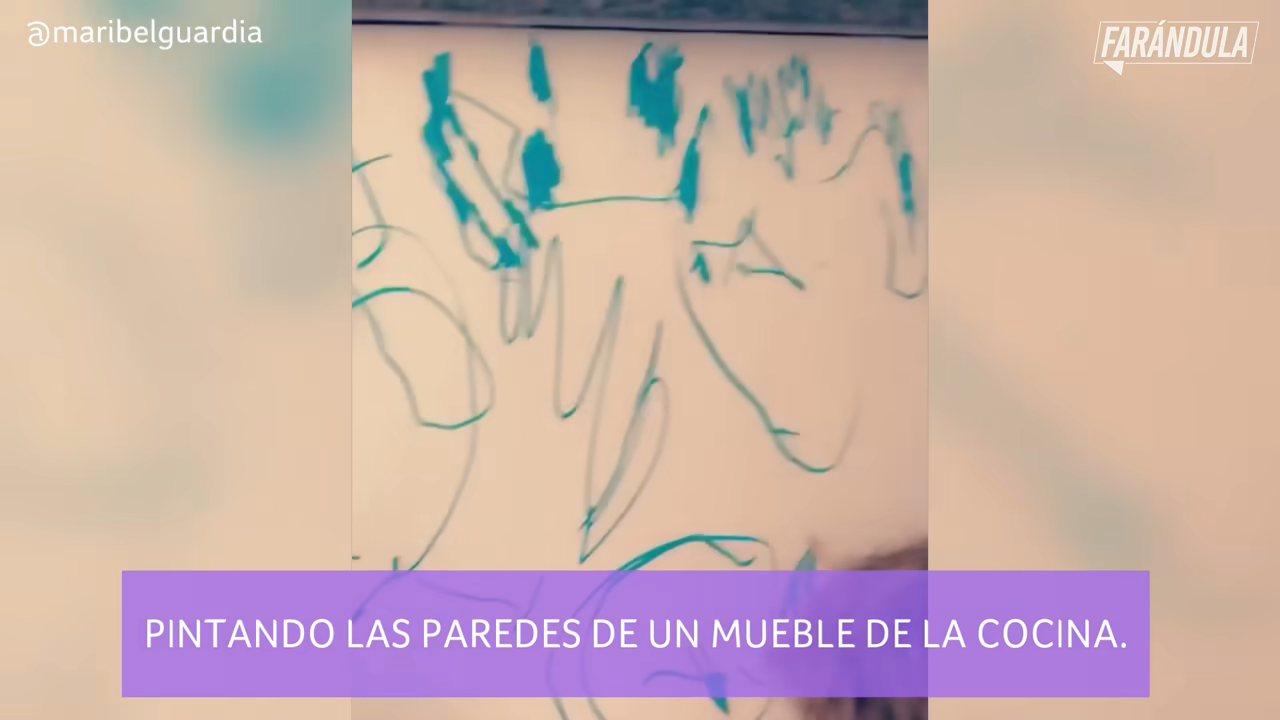 @maribelguardia
FARÁNDULA
PINTANDO LAS PAREDES DE UN MUEBLE DE LA COCINA.